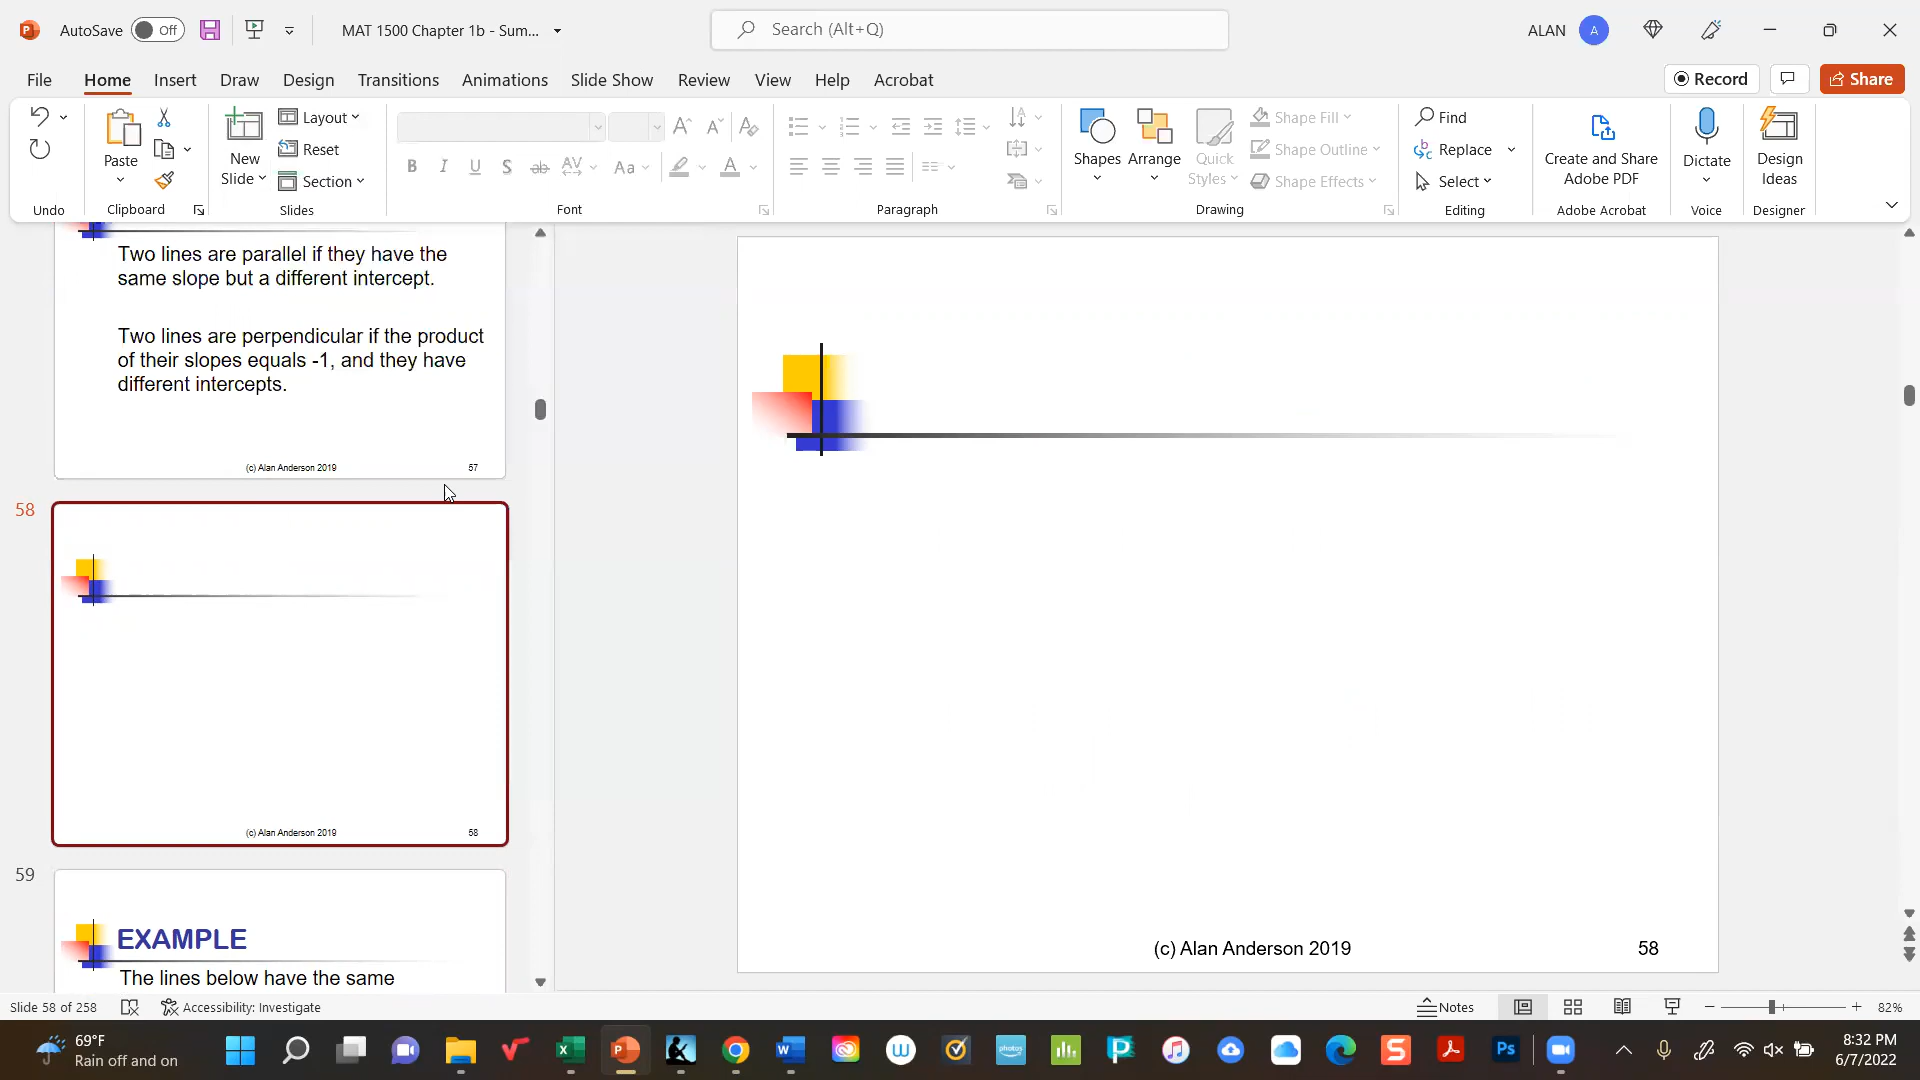 AutoSave Off MAT 1500 Chapter 1b - Sum... Search (Alt+Q) ALAN A
File Home Insert Draw Design Transitions Animations Slide Show Review View Help Acrobat Record Share
Undo
Paste
Clipboard
New
Slide
Layout
Reset
Section
Slides
Font
Paragraph
Shapes
Arrange
Quick
Styles
Shape Fill
Shape Outline
Shape Effects
Drawing
Find
Replace
Select
Editing
Create and Share
Adobe PDF
Adobe Acrobat
Dictate
Voice
Design
Ideas
Designer
Two lines are parallel if they have the
same slope but a different intercept.
Two lines are perpendicular if the product
of their slopes equals -1, and they have
different intercepts.
(c) Alan Anderson 2019 57
58
(c) Alan Anderson 2019 58
59
EXAMPLE
The lines below have the same
(c) Alan Anderson 2019 58
Slide 58 of 258 Accessibility: Investigate Notes 82%
69°F
Rain off and on
8:32 PM
6/7/2022